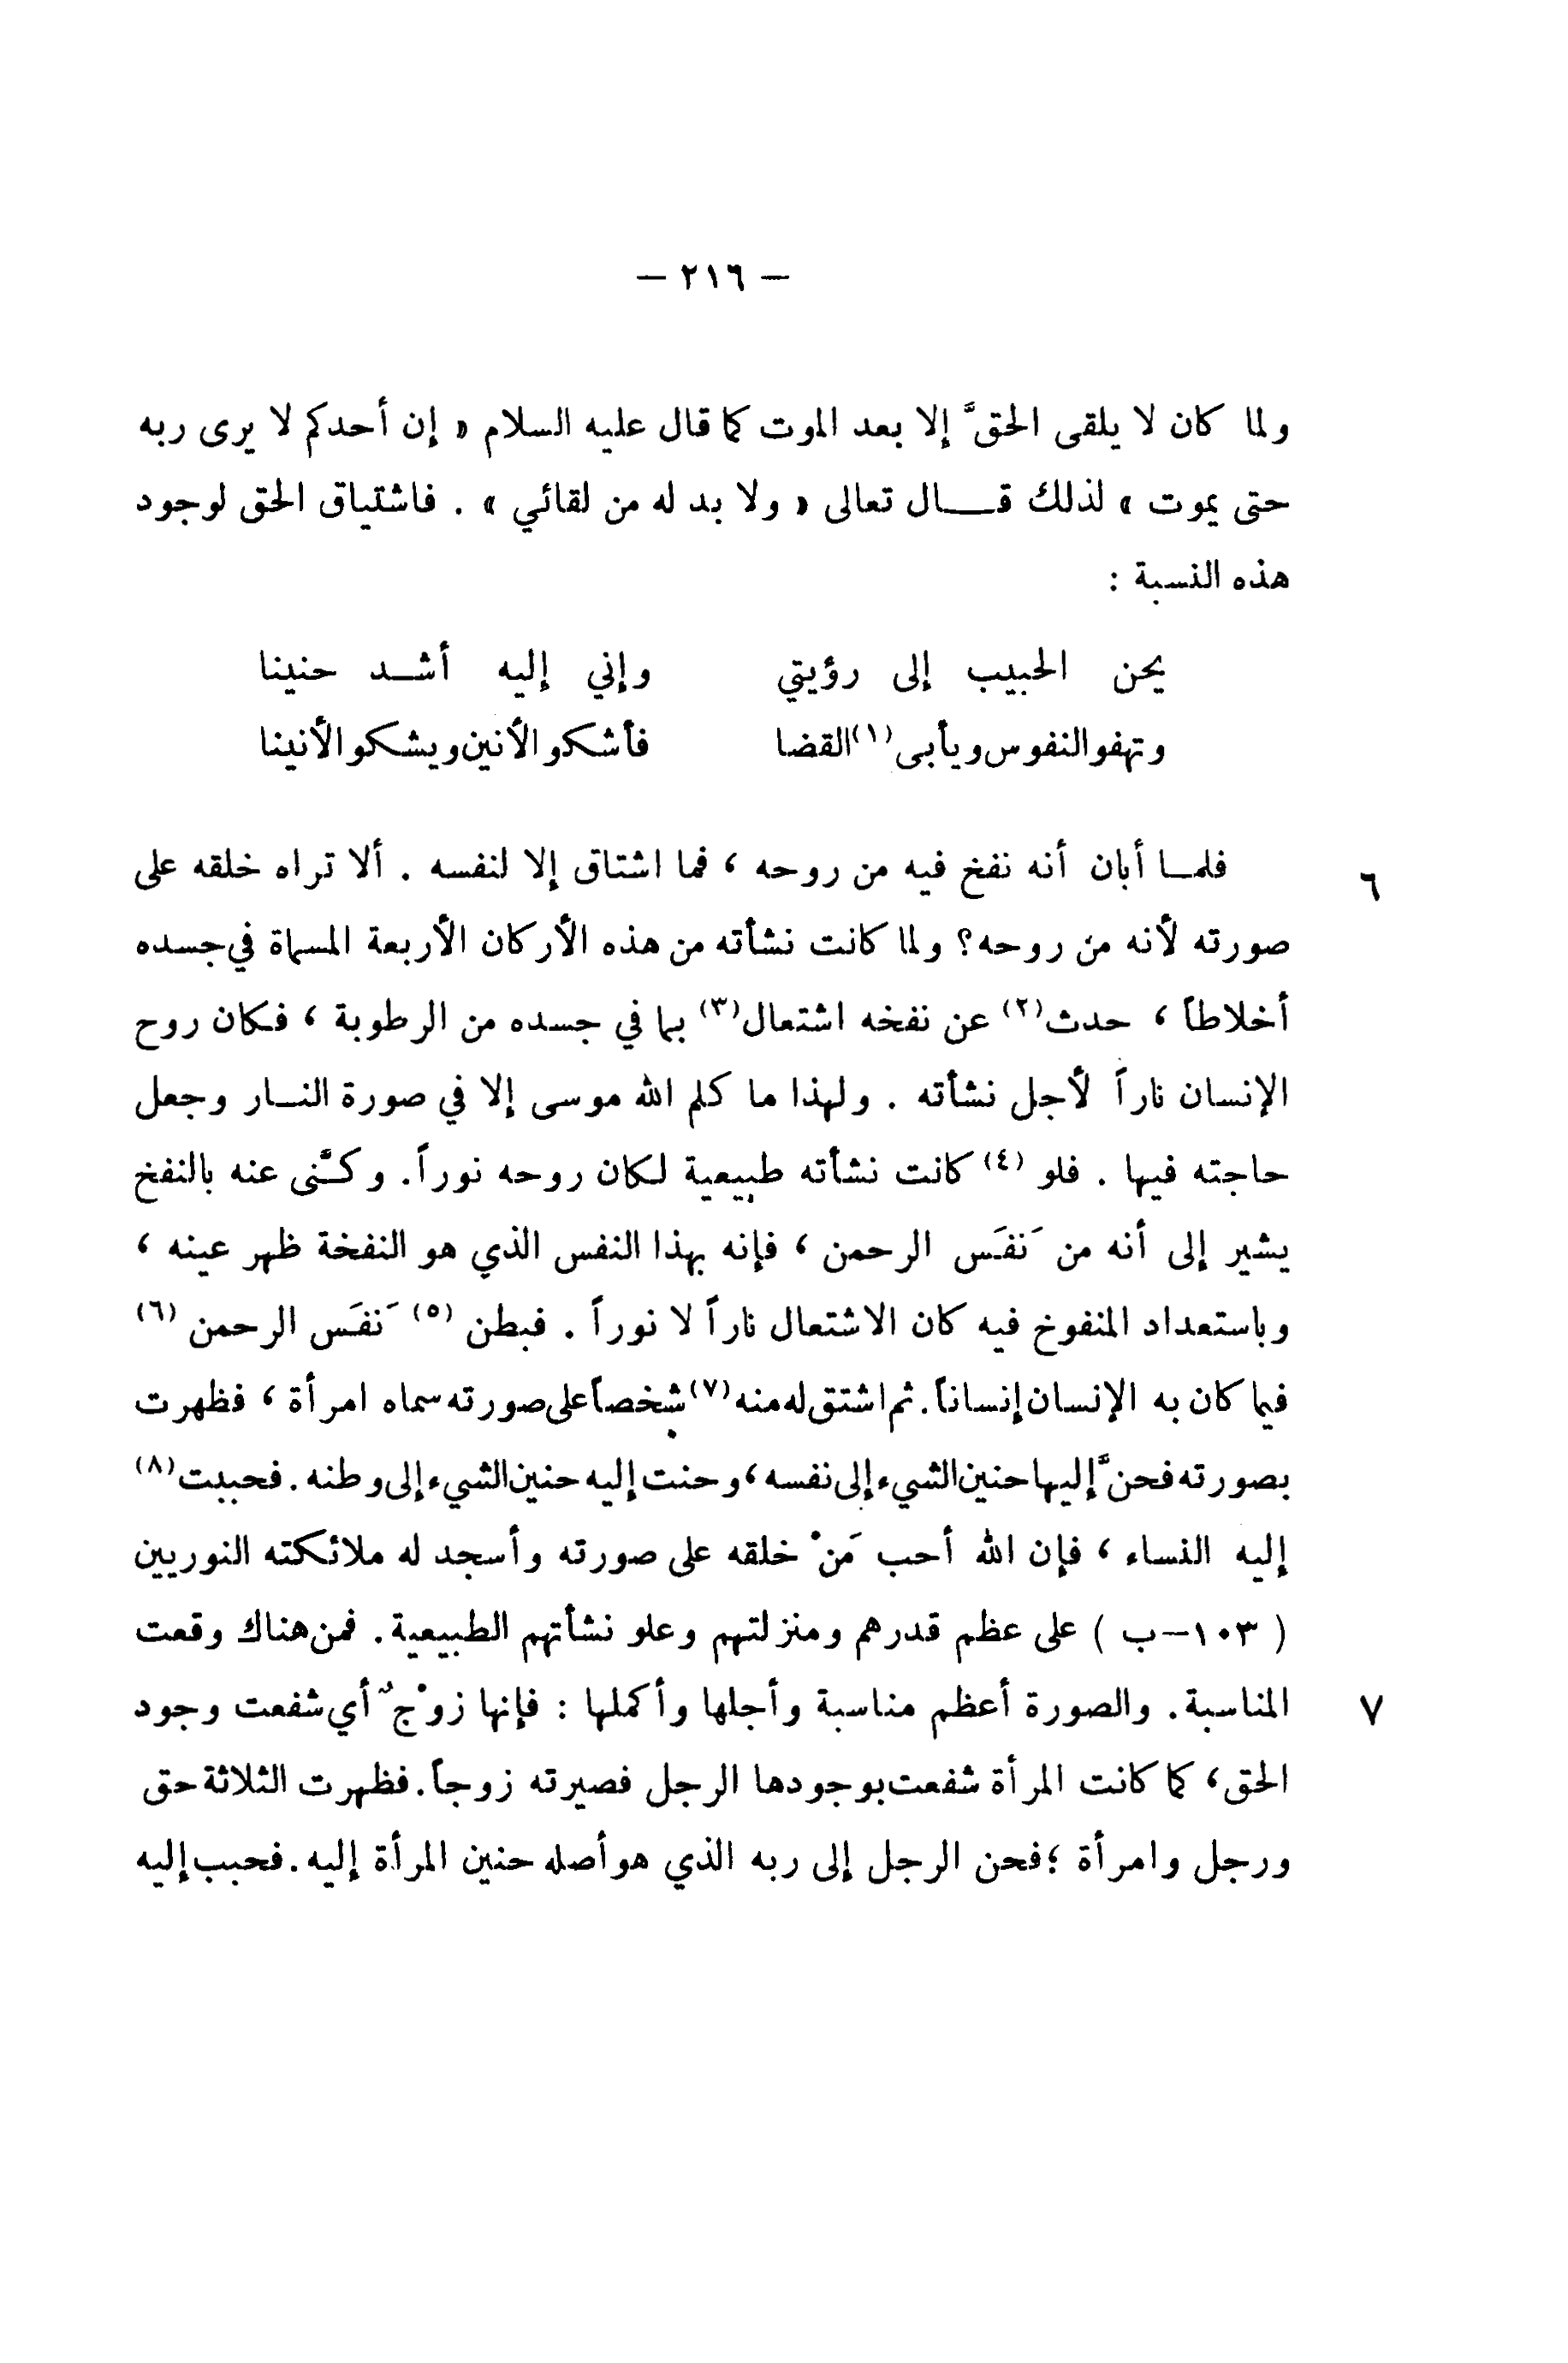 — ٢١٦ —
ولما كان لا يلقى الحقَّ إلا بعد الموت كما قال عليه السلام « إن أحدكم لا يرى ربه
حتى يموت » لذلك قـــال تعالى « ولا بد له من لقائي » . فاشتياق الحق لوجود
هذه النسبة :
يحن الحبيب إلى رؤيتي وإني إليه أشـد حنينا
وتهفو النفوس ويأبى(١) القضا فأشكو الأنين ويشكو الأنينا
٦ فلمـا أبان أنه نفخ فيه من روحه ، فما اشتاق إلا لنفسه . ألا تراه خلقه على
صورته لأنه من روحه؟ ولما كانت نشأته من هذه الأركان الأربعة المسماة في جسده
أخلاطاً ، حدث(٢) عن نفخه اشتعال(٣) بما في جسده من الرطوبة ، فكان روح
الإنسان ناراً لأجل نشأته . ولهذا ما كلم الله موسى إلا في صورة النـار وجعل
حاجته فيها . فلو (٤) كانت نشأته طبيعية لكان روحه نوراً. وكنَّى عنه بالنفخ
يشير إلى أنه من نَفَس الرحمن ، فإنه بهذا النفس الذي هو النفخة ظهر عينه ،
وباستعداد المنفوخ فيه كان الاشتعال ناراً لا نوراً . فبطن (٥) نَفَس الرحمن (٦)
فيما كان به الإنسان إنساناً. ثم اشتق له منه(٧) شخصاً على صورته سماه امرأة ، فظهرت
بصورته فحنَّ إليها حنين الشيء إلى نفسه ، وحنت إليه حنين الشيء إلى وطنه . فحببت(٨)
إليه النساء ، فإن الله أحب مَنْ خلقه على صورته وأسجد له ملائكته النوريين
( ١٠٣–ب ) على عظم قدرهم ومنزلتهم وعلو نشأتهم الطبيعية. فمن هناك وقعت
٧ المناسبة. والصورة أعظم مناسبة وأجلها وأكملها : فإنها زوْجٌ أي شفعت وجود
الحق، كما كانت المرأة شفعت بوجودها الرجل فصيرته زوجاً. فظهرت الثلاثة حق
ورجل وامرأة ؛ فحن الرجل إلى ربه الذي هو أصله حنين المرأة إليه. فحبب إليه